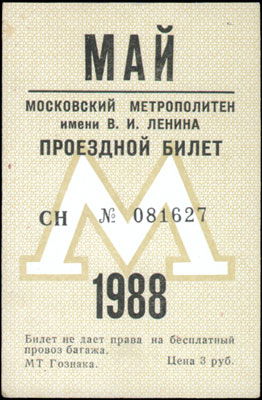 МАЙ
МОСКОВСКИЙ МЕТРОПОЛИТЕН
имени В. И. ЛЕНИНА
ПРОЕЗДНОЙ БИЛЕТ
М
СН № 081627
1988
Билет не дает права на бесплатный
провоз багажа.
МТ Гознака. Цена 3 руб.